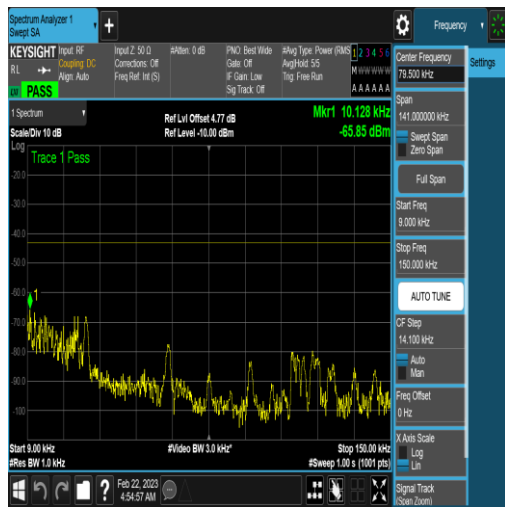 Spectrum Analyzer 1
Swept SA
+
Frequency
KEYSIGHT
RL
Input: RF
Coupling: DC
Align: Auto
Input Z: 50 Ω
Corrections: Off
Freq Ref: Int (S)
#Atten: 0 dB
PNO: Best Wide
Gate: Off
IF Gain: Low
Sig Track: Off
#Avg Type: Power (RMS
Avg|Hold: 5/5
Trig: Free Run
1 2 3 4 5 6
M W W W W W
A A A A A A
PASS
1 Spectrum
Scale/Div 10 dB
Ref Lvl Offset 4.77 dB
Ref Level -10.00 dBm
Mkr1 10.128 kHz
-65.85 dBm
Log
Trace 1 Pass
-20.0
-30.0
-40.0
-50.0
-60.0
1
-70.0
-80.0
-90.0
-100
Start 9.00 kHz
#Res BW 1.0 kHz
#Video BW 3.0 kHz*
Stop 150.00 kHz
#Sweep 1.00 s (1001 pts)
Feb 22, 2023
4:54:57 AM
?
Center Frequency
79.500 kHz
Settings
Span
141.000000 kHz
Swept Span
Zero Span
Full Span
Start Freq
9.000 kHz
Stop Freq
150.000 kHz
AUTO TUNE
CF Step
14.100 kHz
Auto
Man
Freq Offset
0 Hz
X Axis Scale
Log
Lin
Signal Track
(Span Zoom)